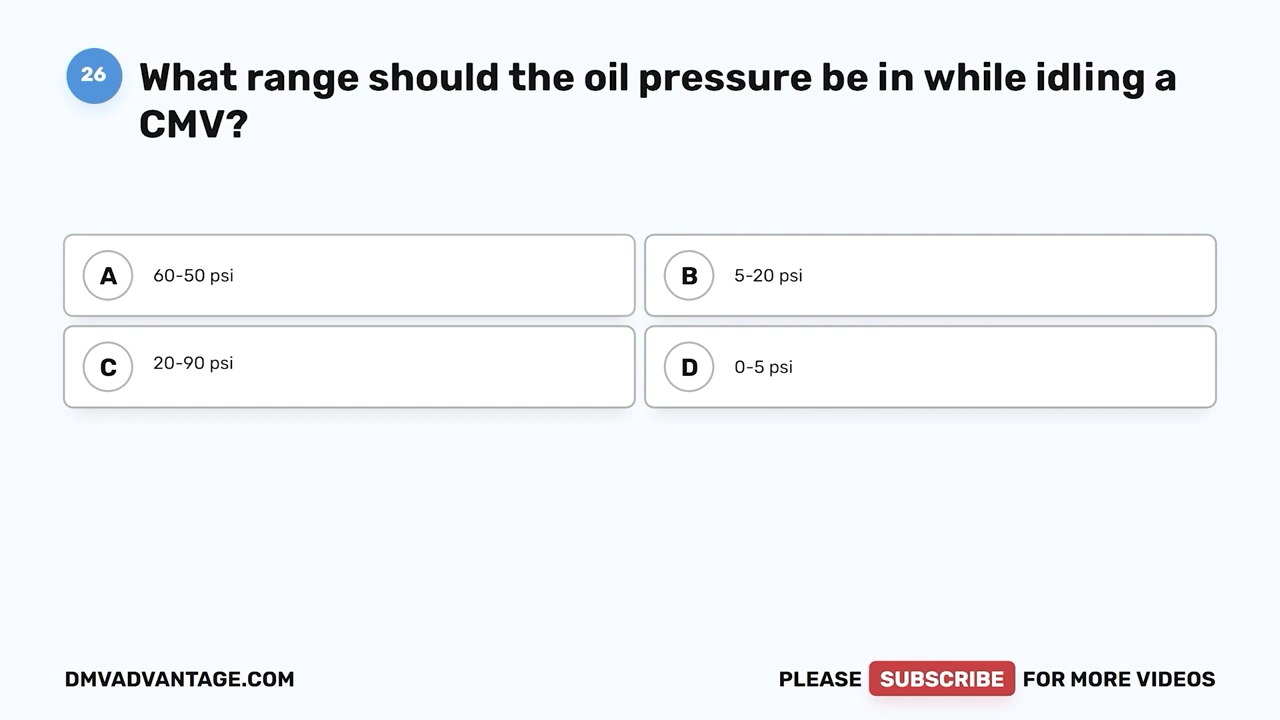 26
What range should the oil pressure be in while idling a
CMV?
A 60-50 psi
B 5-20 psi
C 20-90 psi
D 0-5 psi
DMVADVANTAGE.COM
PLEASE SUBSCRIBE FOR MORE VIDEOS